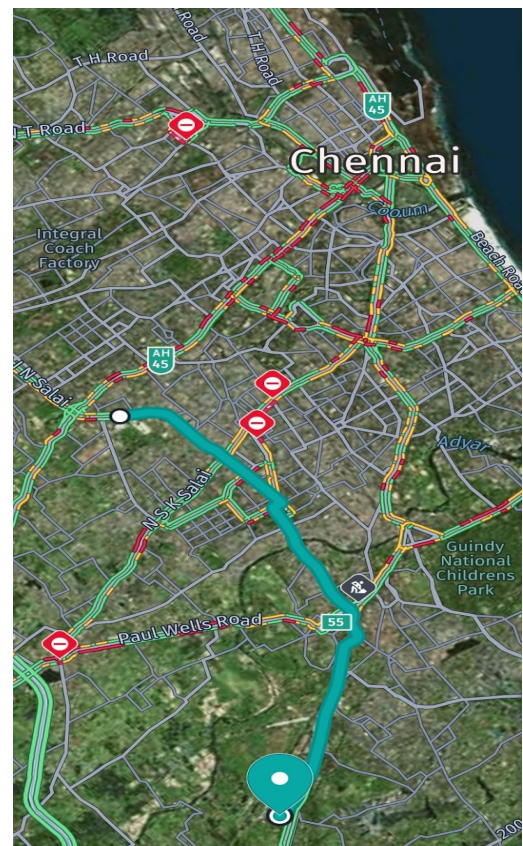 T H Road
Road
T H Road
N T Road
AH
45
Chennai
Cooum
Integral
Coach
Factory
Beach Road
AH
45
N Salai
Adyar
N S K Salai
Guindy
National
Childrens
Park
Paul Wells Road
55
200